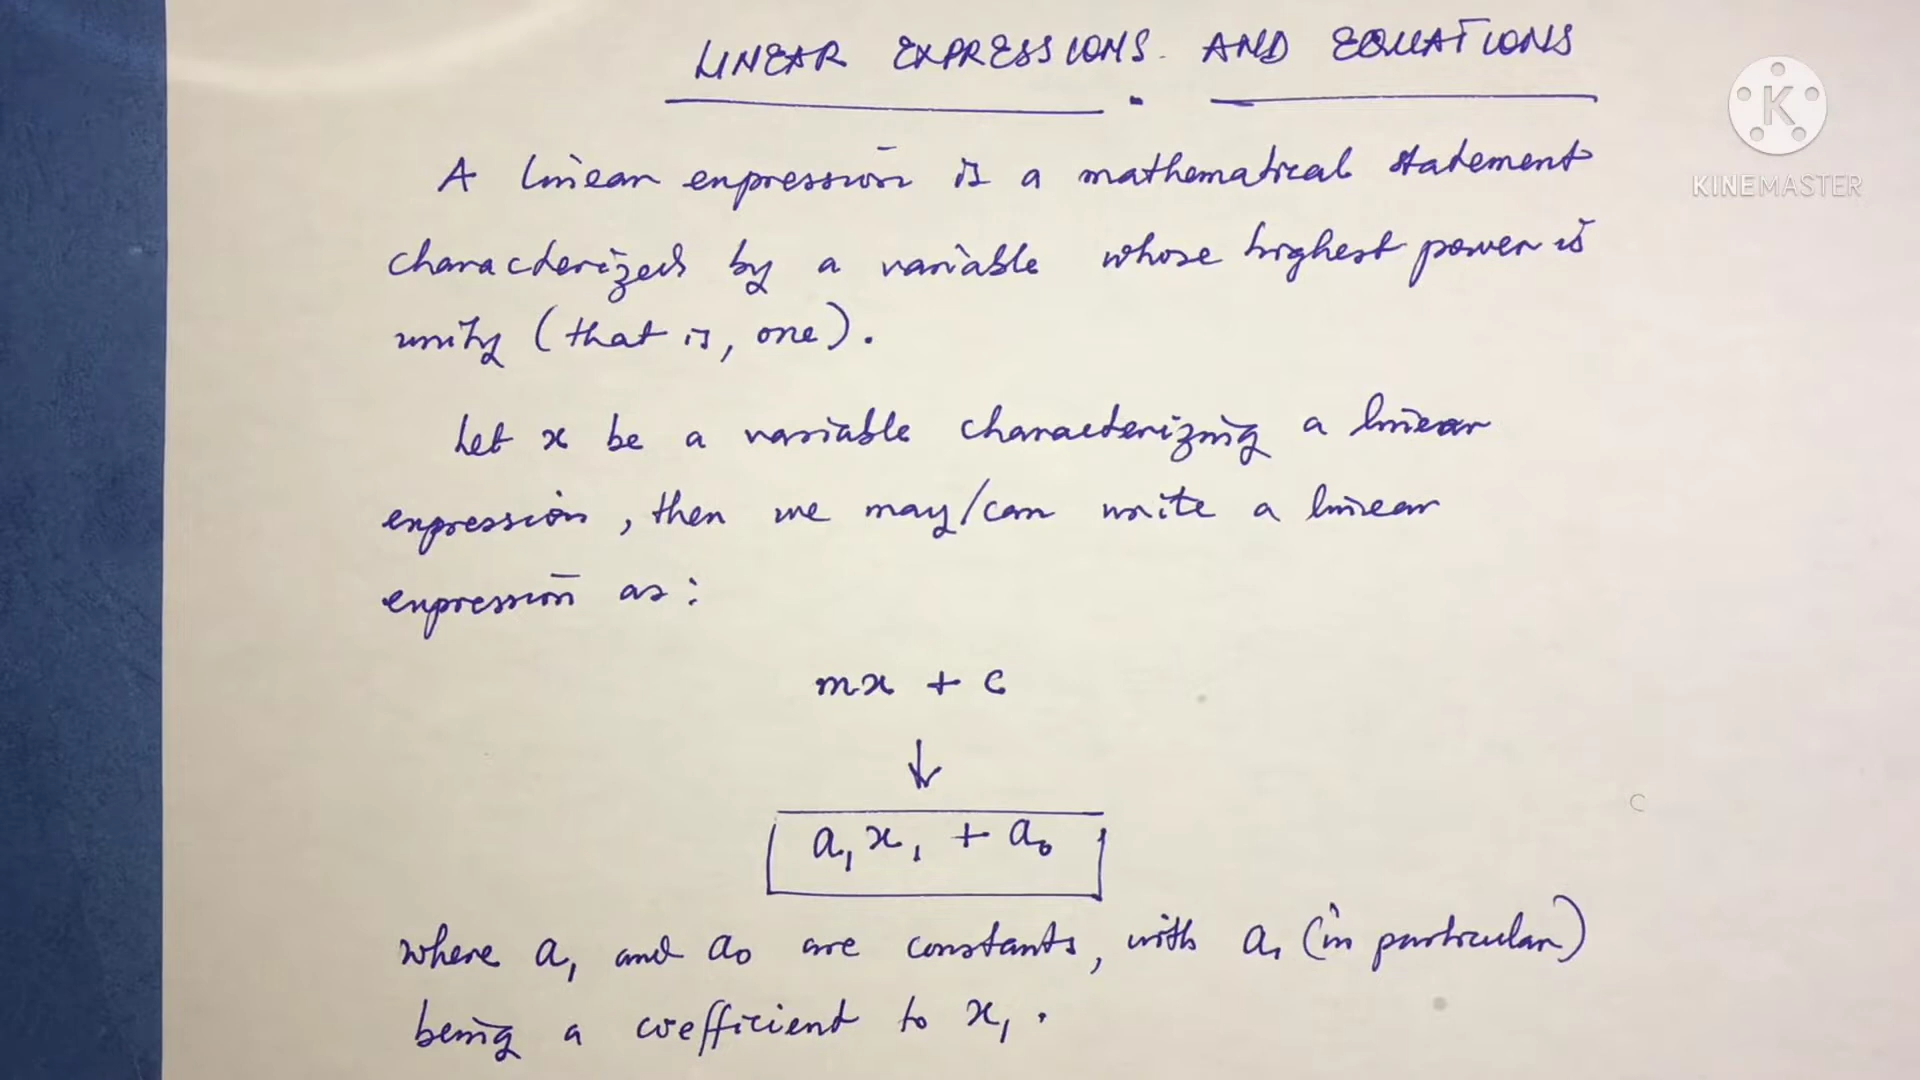 LINEAR EXPRESSIONS AND EQUATIONS
K
KINEMASTER
A linear expression is a mathematical statement
characterized by a variable whose highest power is
unity (that is, one).
Let x be a variable characterizing a linear
expression, then we may/can write a linear
expression as:
mx + c
↓
a₁x₁ + a₀
where a₁ and a₀ are constants, with a₁ (in particular)
being a coefficient to x₁.